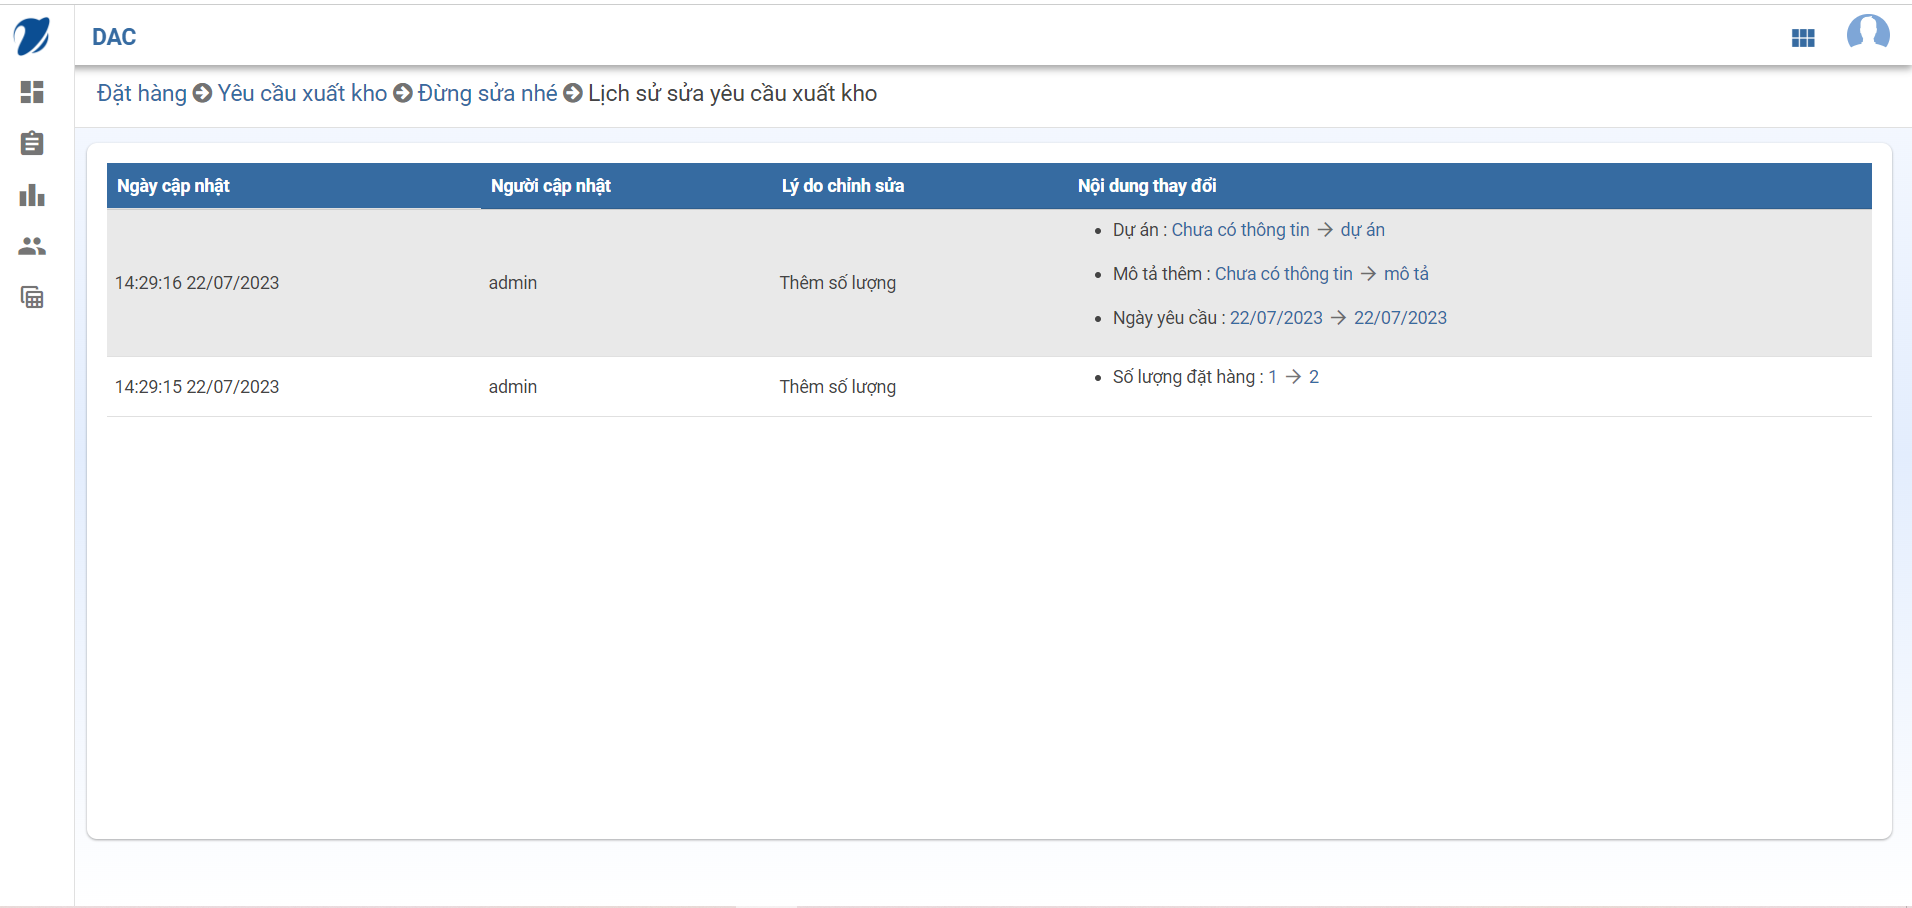 DAC
Đặt hàng Yêu cầu xuất kho Đừng sửa nhé Lịch sử sửa yêu cầu xuất kho
Ngày cập nhật Người cập nhật Lý do chỉnh sửa Nội dung thay đổi
14:29:16 22/07/2023 admin Thêm số lượng
• Dự án : Chưa có thông tin → dự án
• Mô tả thêm : Chưa có thông tin → mô tả
• Ngày yêu cầu : 22/07/2023 → 22/07/2023
14:29:15 22/07/2023 admin Thêm số lượng
• Số lượng đặt hàng : 1 → 2